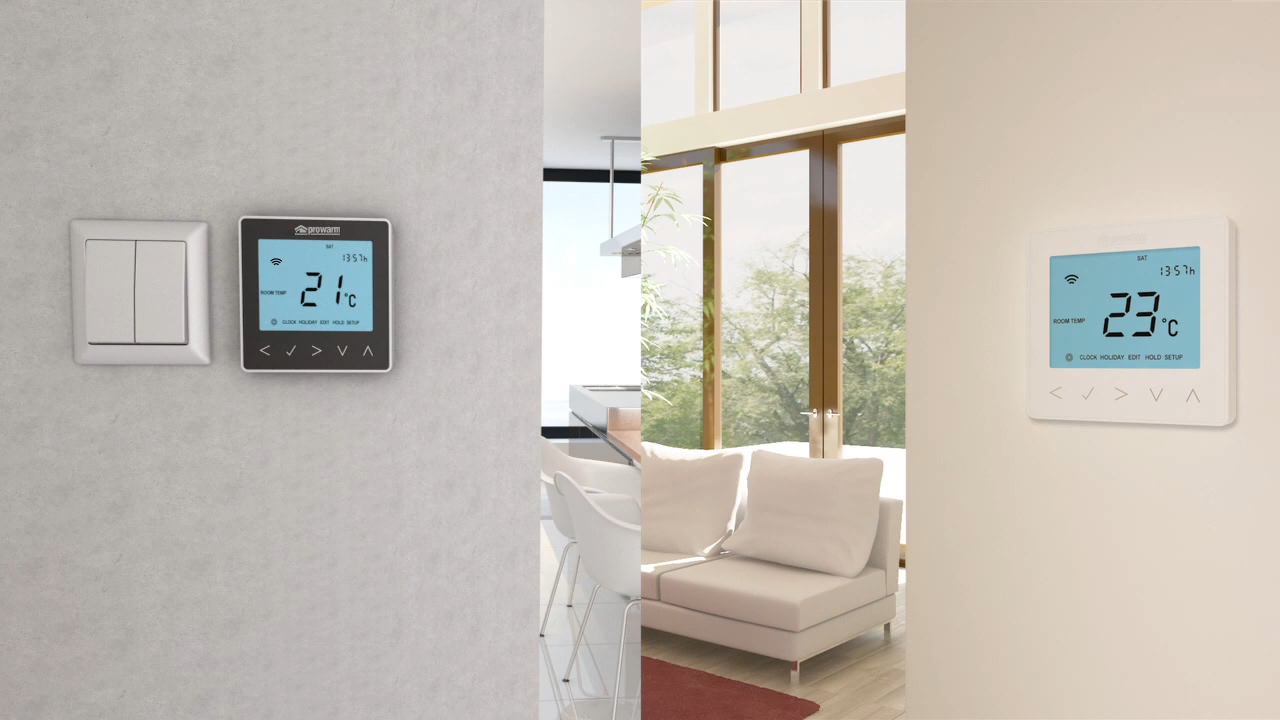 prowarm
SAT
13:57h
ROOM TEMP
21°C
CLOCK HOLIDAY EDIT HOLD SETUP
SAT
13:57h
ROOM TEMP
23°C
CLOCK HOLIDAY EDIT HOLD SETUP